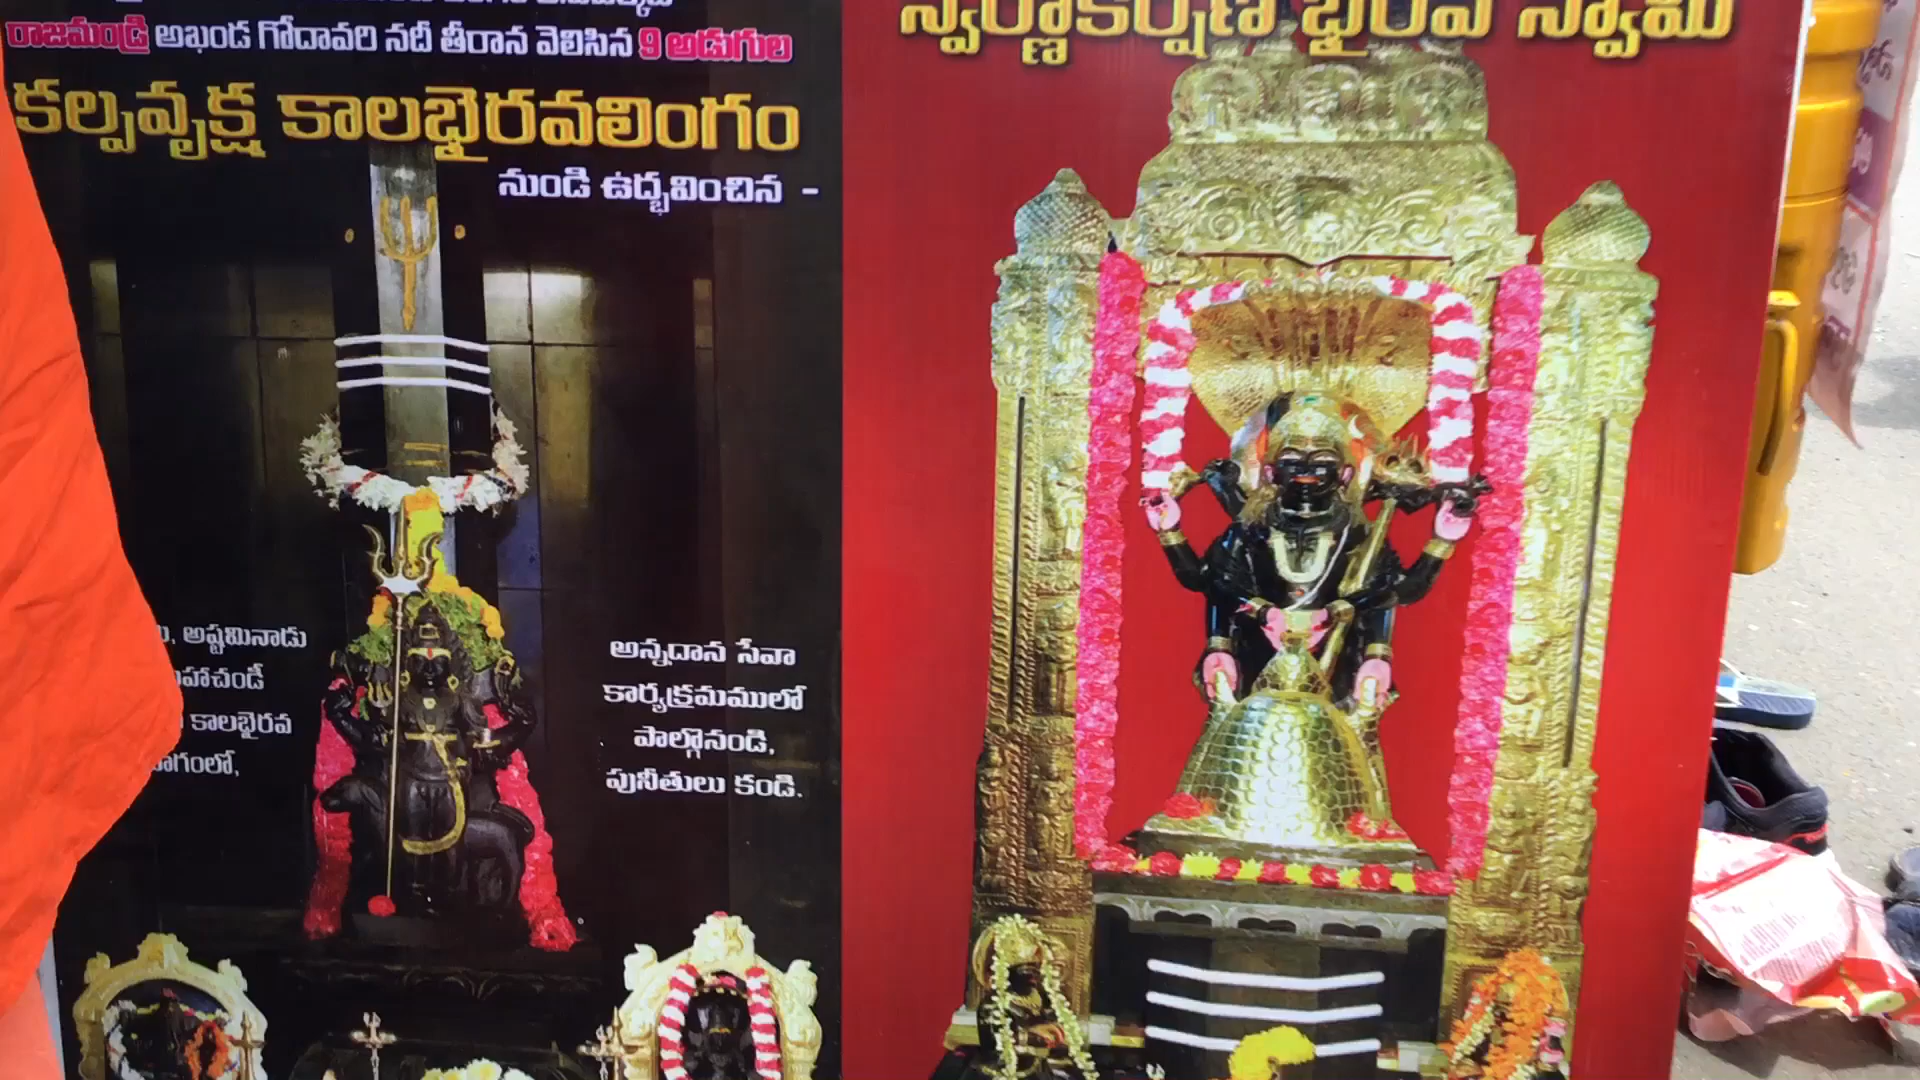 రాజమండ్రి అఖండ గోదావరి నదీ తీరాన వెలిసిన 9 అడుగుల
కల్పవృక్ష కాలభైరవలింగం
నుండి ఉద్భవించిన -
స్వర్ణాకర్షణ భైరవ స్వామి
అష్టమినాడు
కాలభైరవ
అన్నదాన సేవా
కార్యక్రమములో
పాల్గొనండి,
పునీతులు కండి.